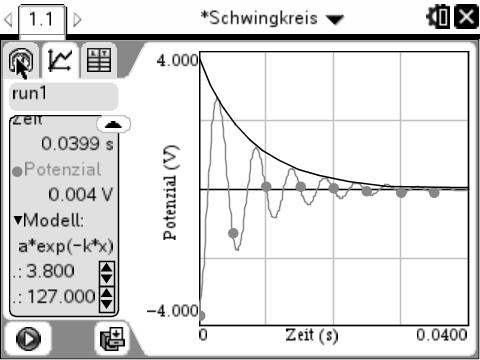 1.1
*Schwingkreis
run1
Zeit
0.0399 s
Potenzial
0.004 V
Modell:
a*exp(-k*x)
.: 3.800
.: 127.000
4.000
Potenzial (V)
-4.000
0
Zeit (s)
0.0400